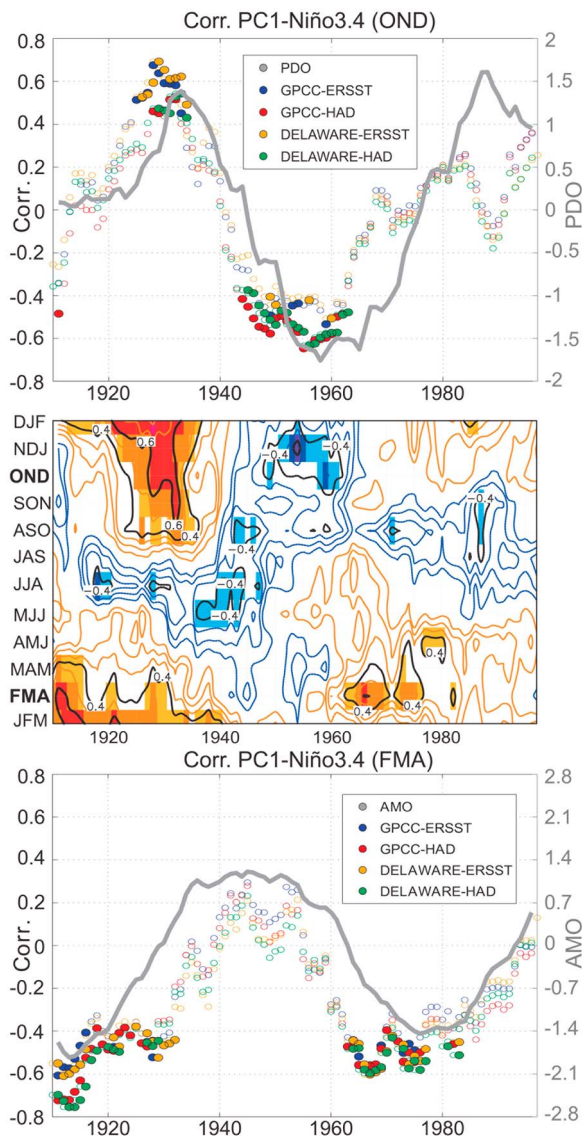 Corr. PC1-Niño3.4 (OND)
0.8
0.6
0.4
0.2
0
-0.2
-0.4
-0.6
-0.8
Corr.
2
1.5
1
0.5
0
-0.5
-1
-1.5
-2
PDO
PDO
GPCC-ERSST
GPCC-HAD
DELAWARE-ERSST
DELAWARE-HAD
1920 1940 1960 1980
DJF
NDJ
OND
SON
ASO
JAS
JJA
MJJ
AMJ
MAM
FMA
JFM
0.4
0.6
0.4
-0.4
-0.4
0.6
0.4
-0.4
-0.4
-0.4
-0.4
-0.4
-0.4
0.4
0.4
0.4
0.4
0.4
0.4
1920 1940 1960 1980
Corr. PC1-Niño3.4 (FMA)
0.8
0.6
0.4
0.2
0
-0.2
-0.4
-0.6
-0.8
Corr.
2.8
2.1
1.4
0.7
0
-0.7
-1.4
-2.1
-2.8
AMO
AMO
GPCC-ERSST
GPCC-HAD
DELAWARE-ERSST
DELAWARE-HAD
1920 1940 1960 1980